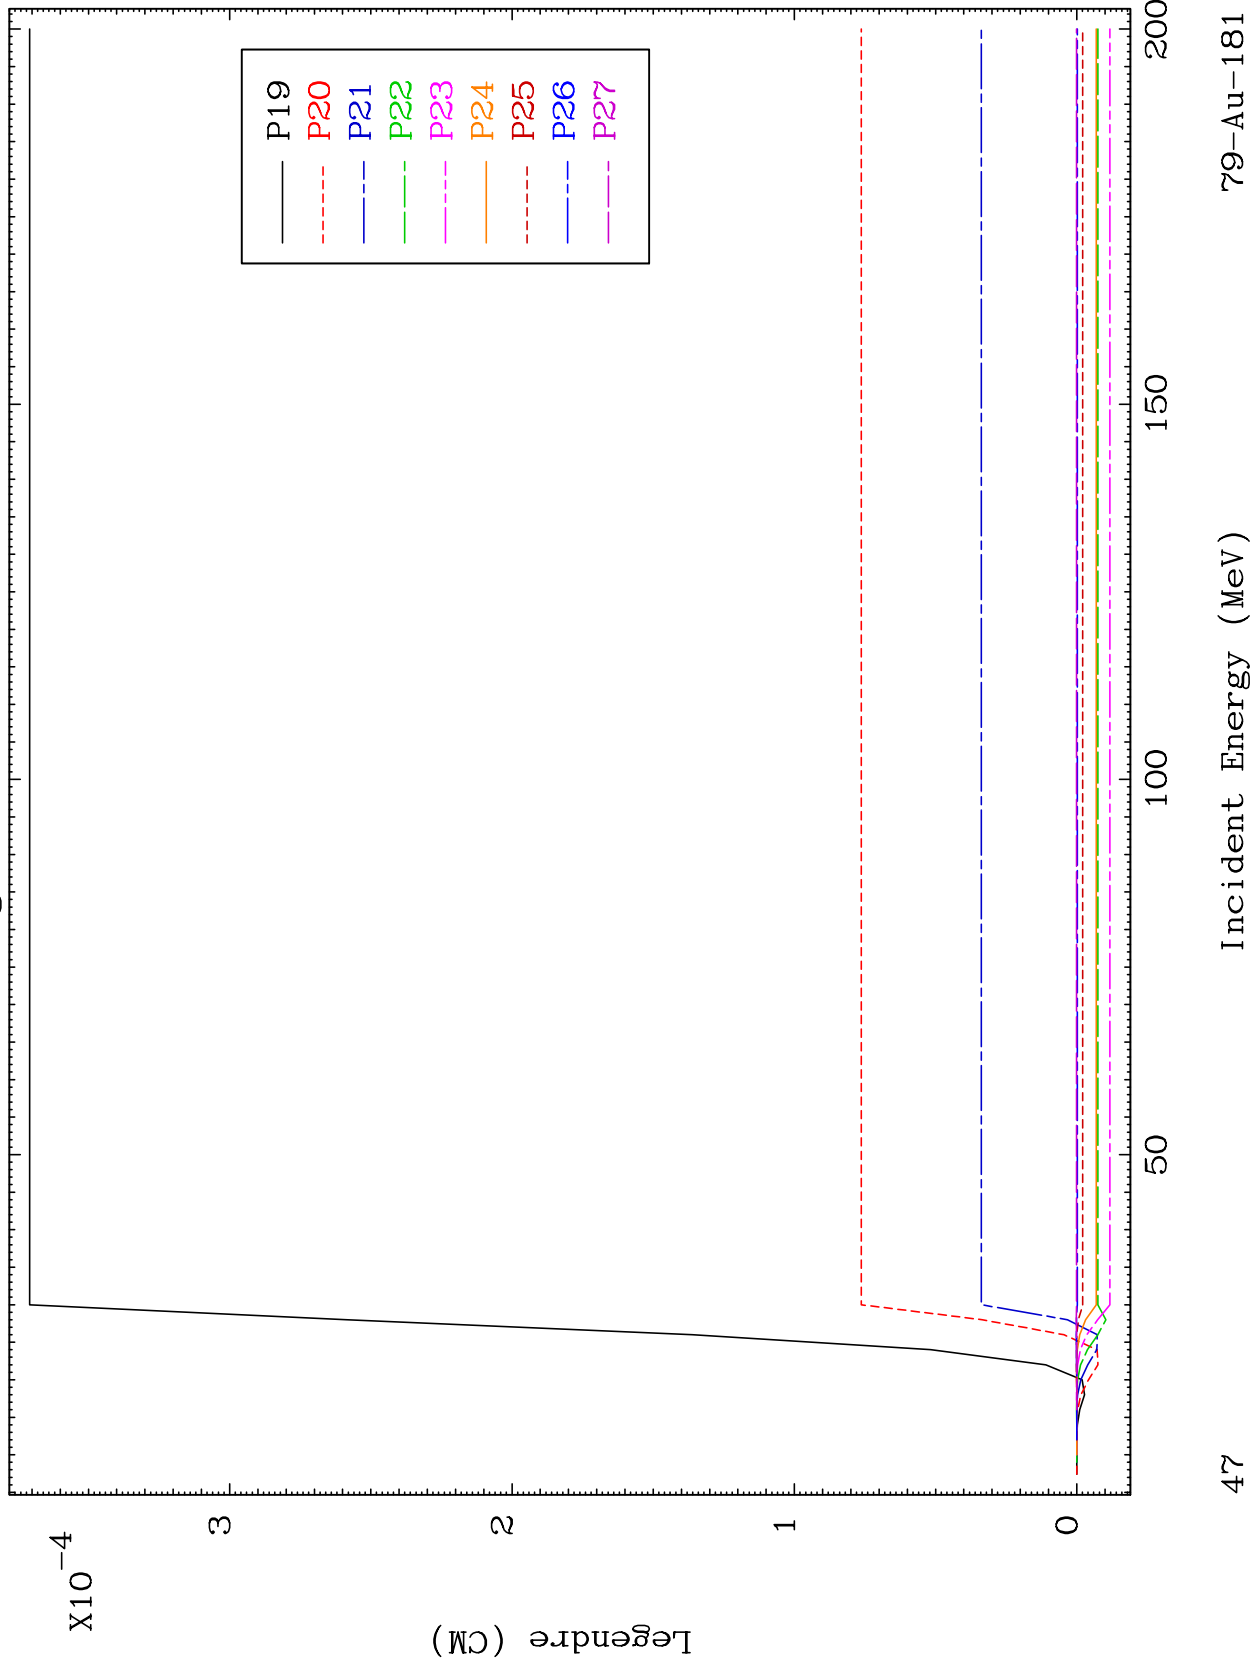 X10-4
3
2
1
0
Legendre (CM)
50
100
150
200
Incident Energy (MeV)
P19
P20
P21
P22
P23
P24
P25
P26
P27
47
79-Au-181